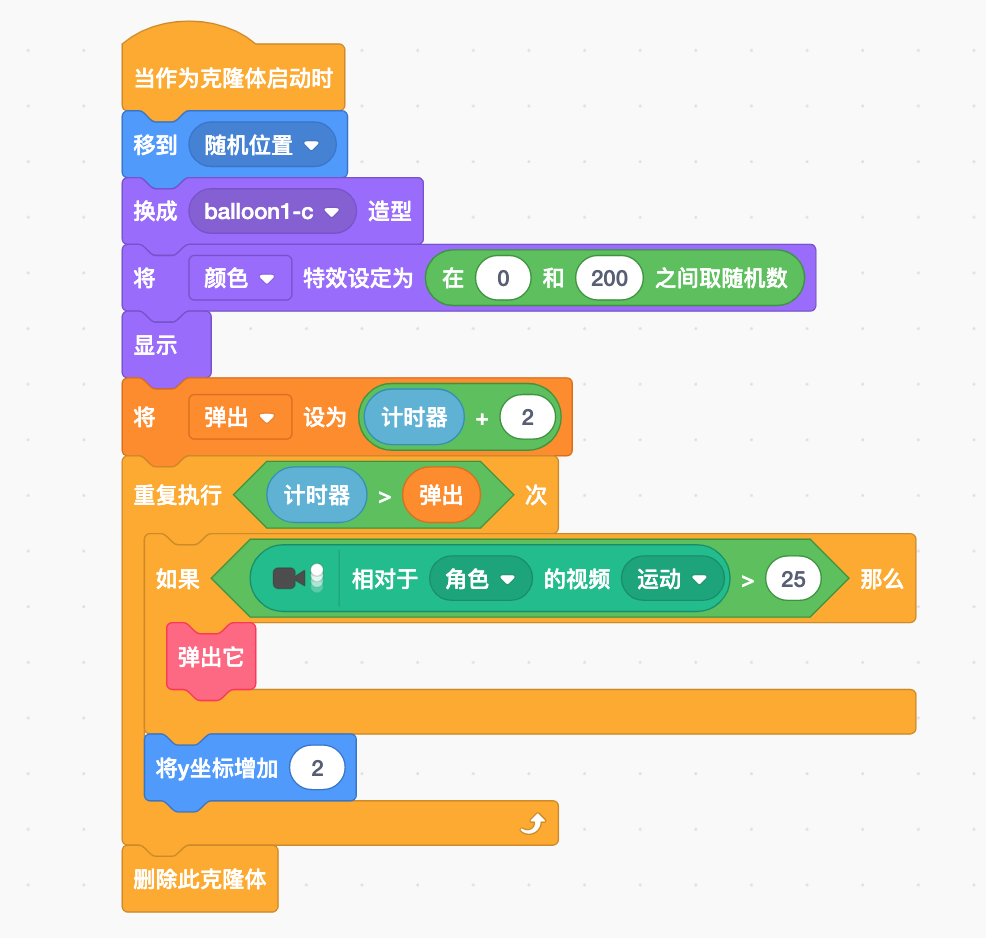 当作为克隆体启动时
移到 随机位置
换成 balloon1-c 造型
将 颜色 特效设定为 在 0 和 200 之间取随机数
显示
将 弹出 设为 计时器 + 2
重复执行 计时器 > 弹出 次
如果 相对于 角色 的视频 运动 > 25 那么
弹出它
将y坐标增加 2
删除此克隆体